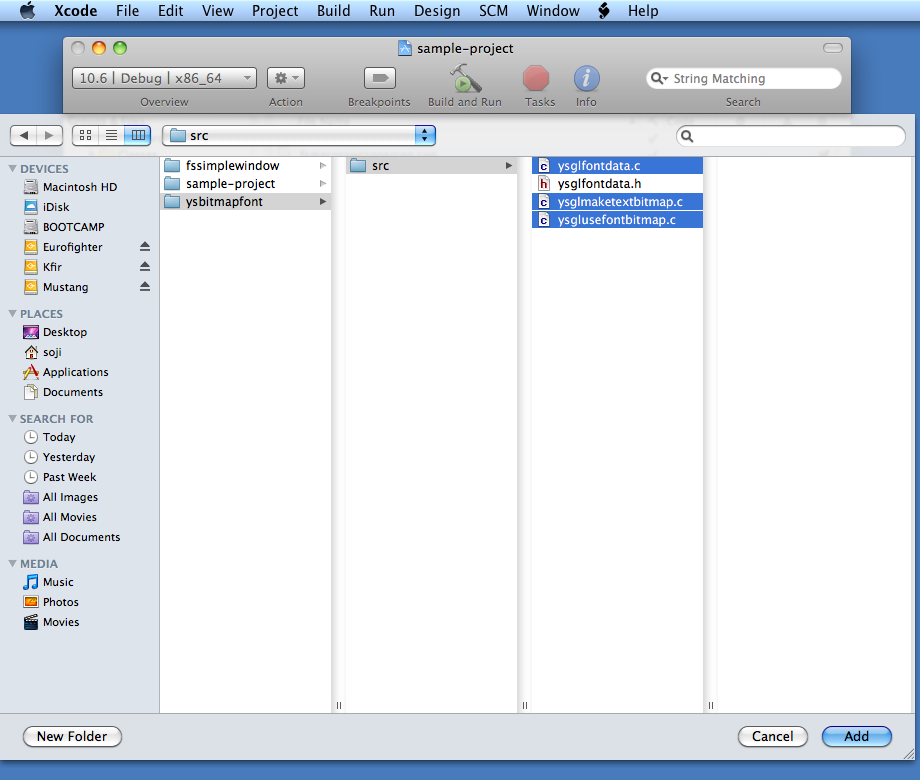 Xcode File Edit View Project Build Run Design SCM Window Help
sample-project
10.6 | Debug | x86_64
String Matching
Overview Action Breakpoints Build and Run Tasks Info Search
src
DEVICES
Macintosh HD
iDisk
BOOTCAMP
Eurofighter
Kfir
Mustang
PLACES
Desktop
soji
Applications
Documents
SEARCH FOR
Today
Yesterday
Past Week
All Images
All Movies
All Documents
MEDIA
Music
Photos
Movies
fssimplewindow
sample-project
ysbitmapfont
src
c ysglfontdata.c
h ysglfontdata.h
c ysglmaketextbitmap.c
c ysglusefontbitmap.c
New Folder
Cancel
Add